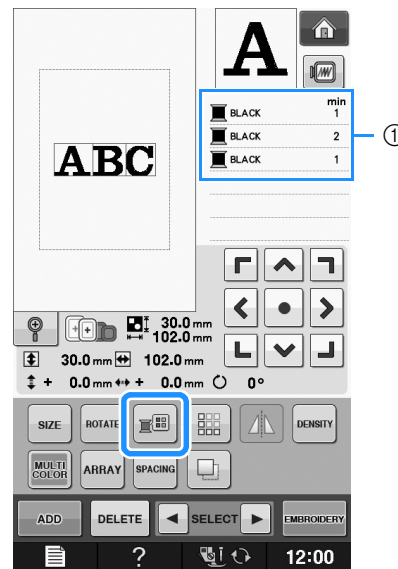 A
min
BLACK 1
BLACK 2
BLACK 1
①
ABC
30.0 mm
102.0 mm
30.0 mm 102.0 mm
+ 0.0 mm + 0.0 mm 0°
SIZE ROTATE DENSITY
MULTI COLOR ARRAY SPACING
ADD DELETE SELECT EMBROIDERY
? 12:00